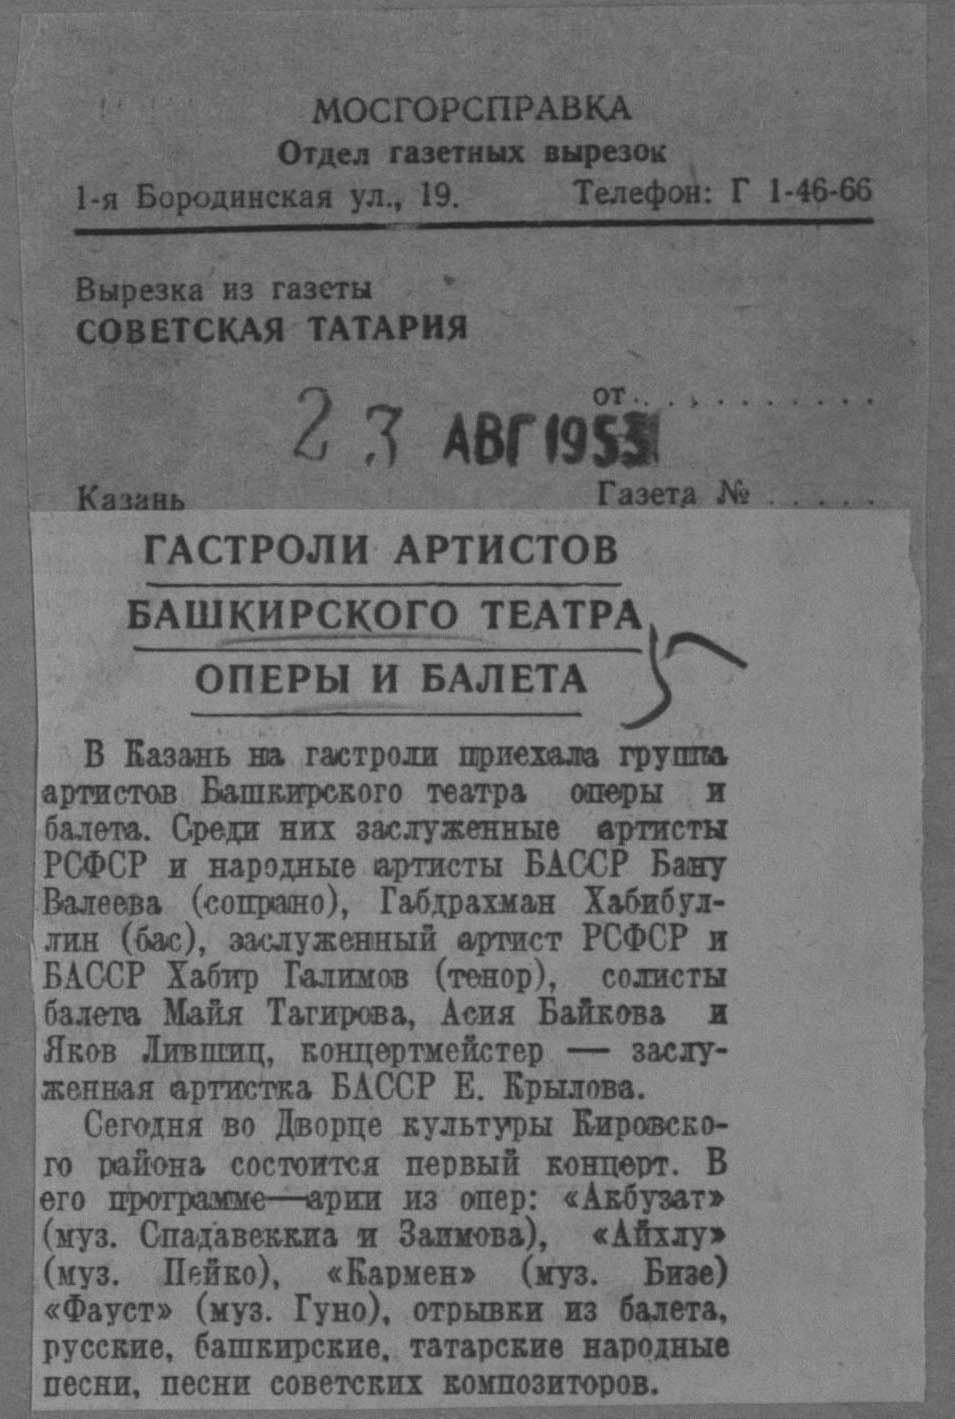 МОСГОРСПРАВКА
Отдел газетных вырезок
1-я Бородинская ул., 19. Телефон: Г 1-46-66
Вырезка из газеты
СОВЕТСКАЯ ТАТАРИЯ
от . . . . . . . . . . .
23 АВГ 1953
Казань Газета № . . . . .
ГАСТРОЛИ АРТИСТОВ
БАШКИРСКОГО ТЕАТРА
ОПЕРЫ И БАЛЕТА
В Казань на гастроли приехала группа
артистов Башкирского театра оперы и
балета. Среди них заслуженные артисты
РСФСР и народные артисты БАССР Бану
Валеева (сопрано), Габдрахман Хабибул-
лин (бас), заслуженный артист РСФСР и
БАССР Хабир Галимов (тенор), солисты
балета Майя Тагирова, Асия Байкова и
Яков Лившиц, концертмейстер — заслу-
женная артистка БАССР Е. Крылова.
Сегодня во Дворце культуры Кировско-
го района состоится первый концерт. В
его программе—арии из опер: «Акбузат»
(муз. Спадавеккиа и Заимова), «Айхлу»
(муз. Пейко), «Кармен» (муз. Бизе)
«Фауст» (муз. Гуно), отрывки из балета,
русские, башкирские, татарские народные
песни, песни советских композиторов.